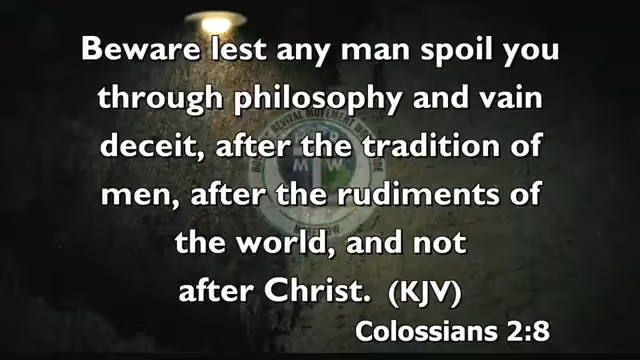 Beware lest any man spoil you
through philosophy and vain
deceit, after the tradition of
men, after the rudiments of
the world, and not
after Christ. (KJV)
Colossians 2:8